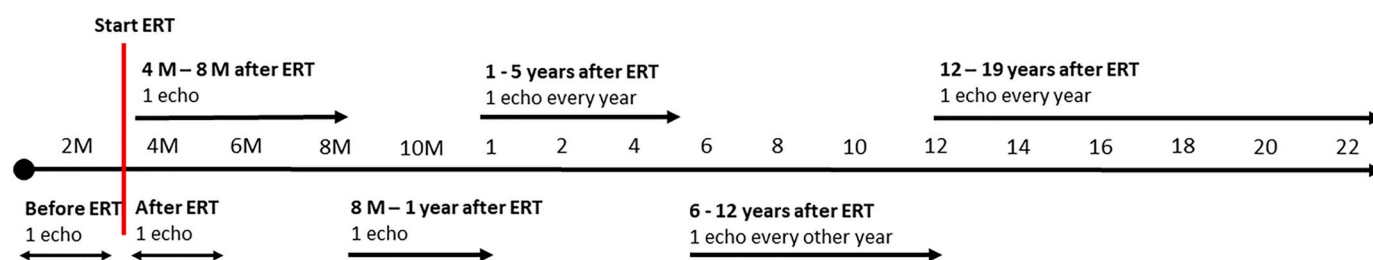 Start ERT
4 M – 8 M after ERT
1 echo
1 - 5 years after ERT
1 echo every year
12 – 19 years after ERT
1 echo every year
2M 4M 6M 8M 10M 1 2 4 6 8 10 12 14 16 18 20 22
Before ERT
1 echo
After ERT
1 echo
8 M – 1 year after ERT
1 echo
6 - 12 years after ERT
1 echo every other year